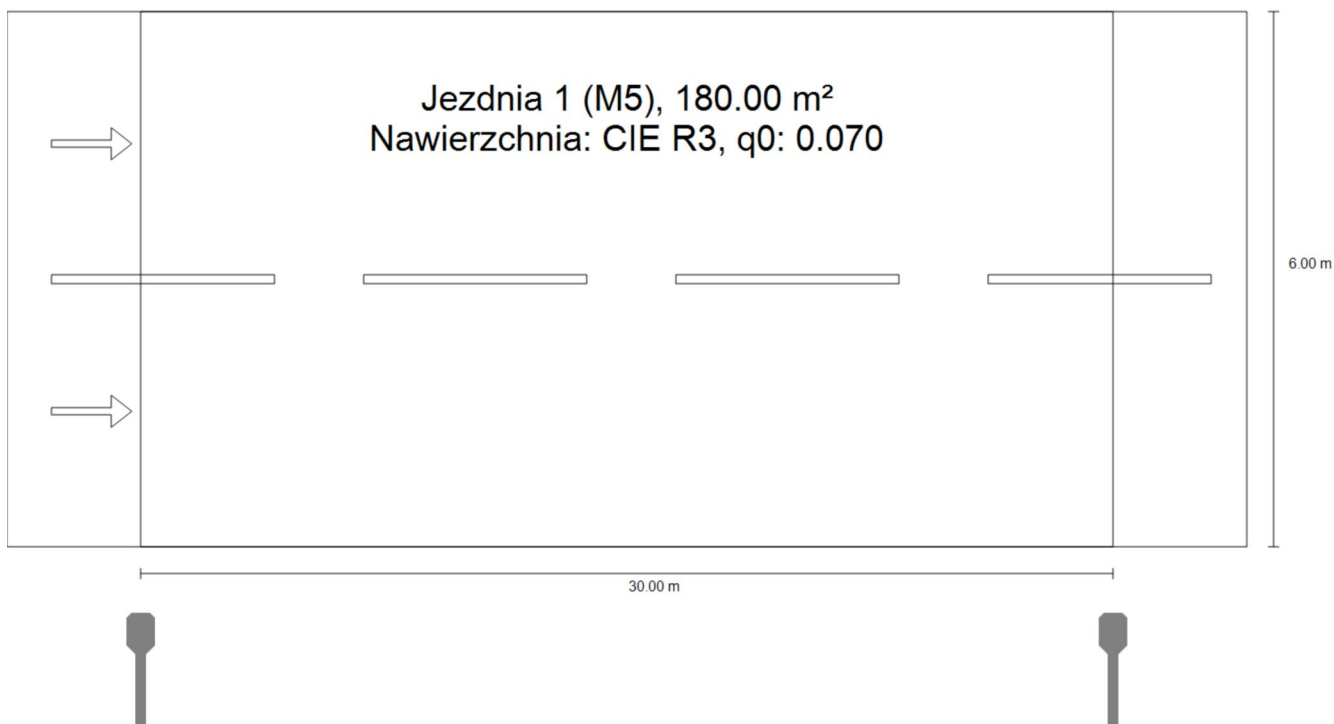 Jezdnia 1 (M5), 180.00 m²
Nawierzchnia: CIE R3, q0: 0.070
6.00 m
30.00 m